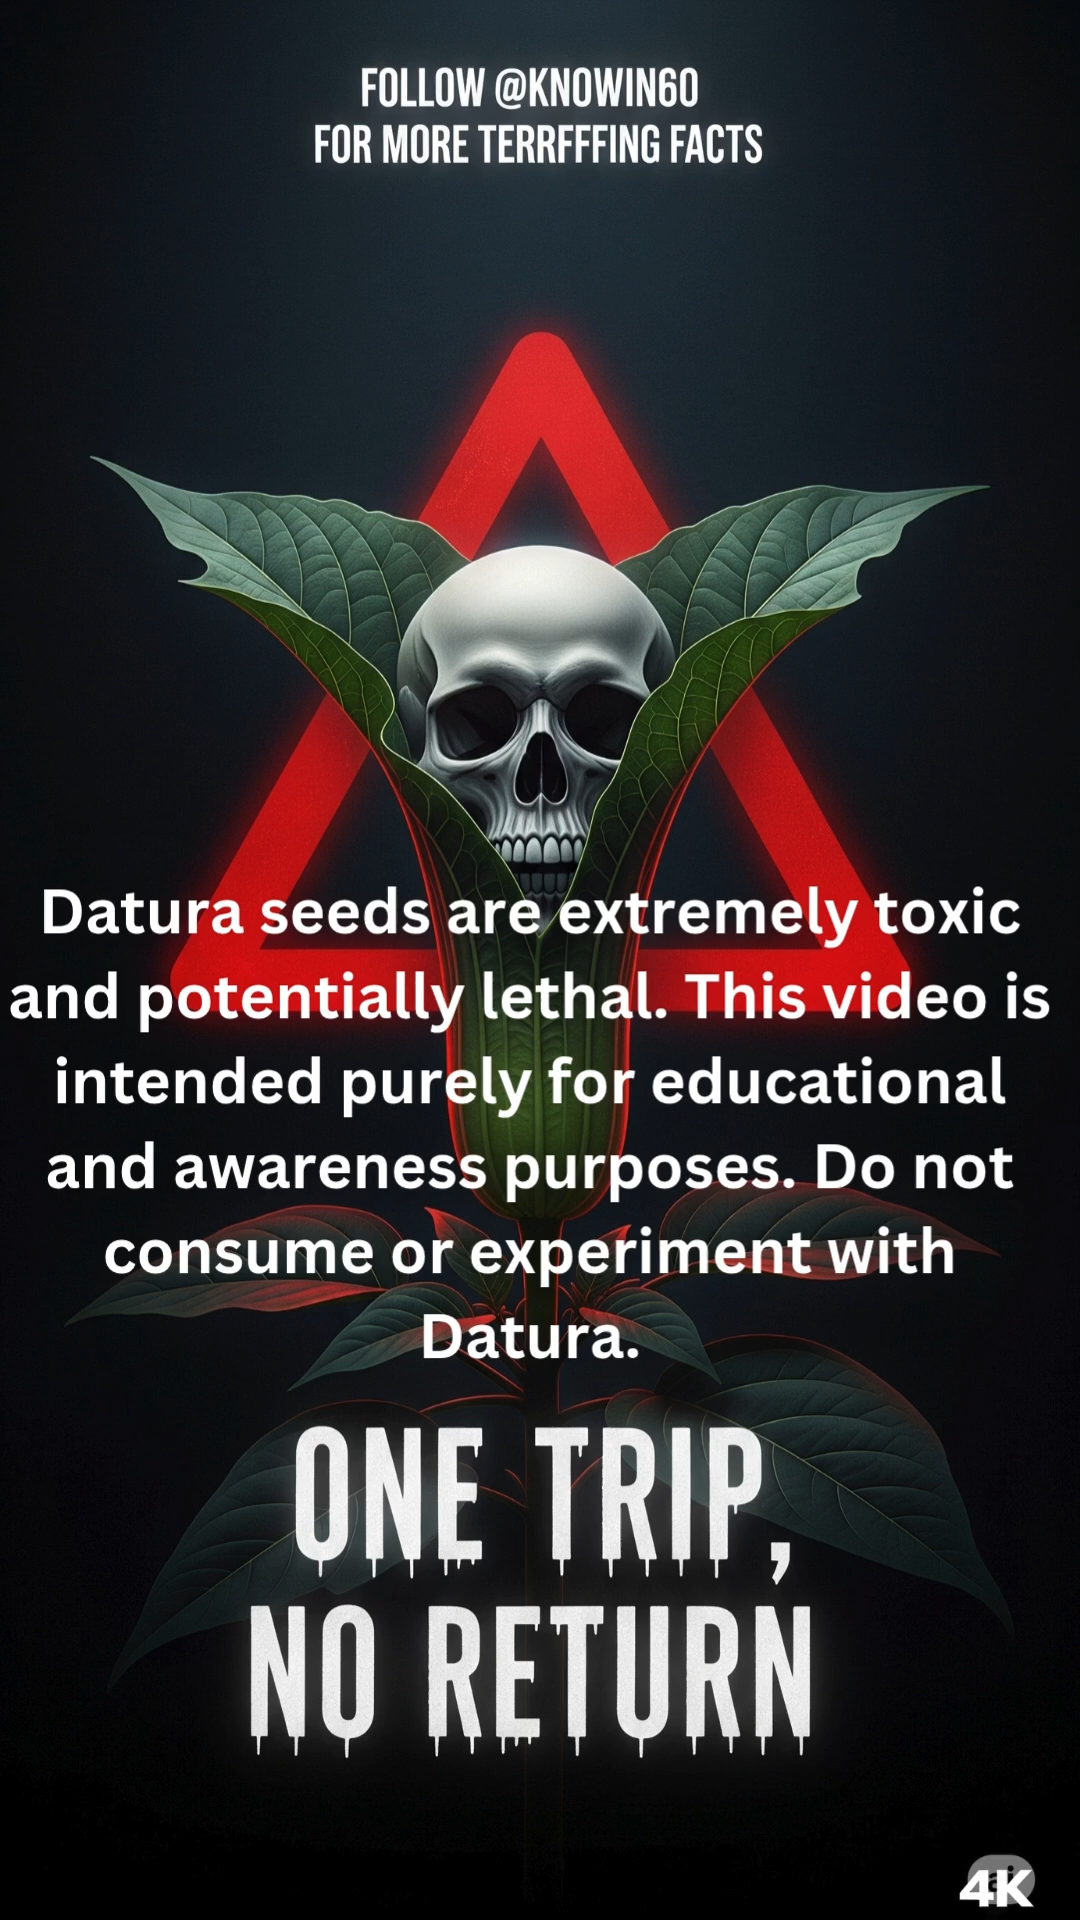 FOLLOW @KNOWIN60
FOR MORE TERRFFFING FACTS
Datura seeds are extremely toxic
and potentially lethal. This video is
intended purely for educational
and awareness purposes. Do not
consume or experiment with
Datura.
ONE TRIP,
NO RETURN
4K